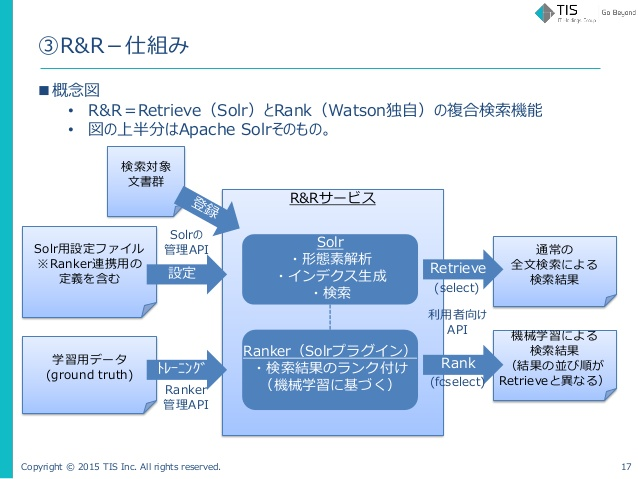 TIS
IT Holdings Group
Go Beyond
③R&R－仕組み
■概念図
• R&R＝Retrieve（Solr）とRank（Watson独自）の複合検索機能
• 図の上半分はApache Solrそのもの。
検索対象
文書群
登録
R&Rサービス
Solr用設定ファイル
※Ranker連携用の
定義を含む
Solrの
管理API
設定
Solr
・形態素解析
・インデクス生成
・検索
Retrieve
(select)
通常の
全文検索による
検索結果
利用者向け
API
学習用データ
(ground truth)
ﾄﾚｰﾆﾝｸﾞ
Ranker
管理API
Ranker（Solrプラグイン）
・検索結果のランク付け
（機械学習に基づく）
Rank
(fcselect)
機械学習による
検索結果
（結果の並び順が
Retrieveと異なる）
Copyright © 2015 TIS Inc. All rights reserved.
17